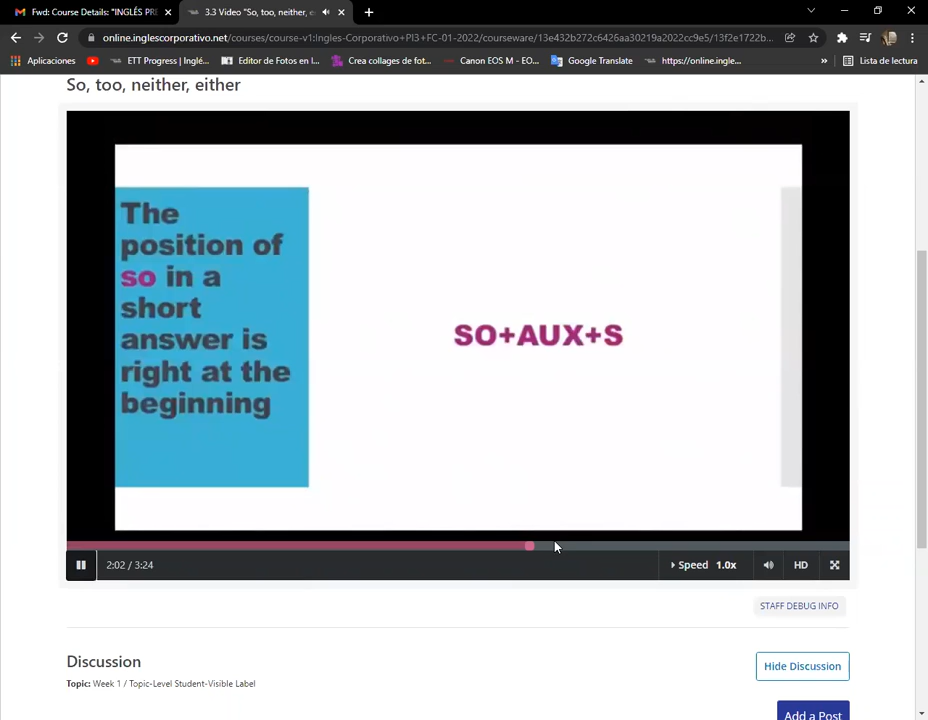 Fwd: Course Details: "INGLÉS PR
3.3 Video "So, too, neither, e
online.inglescorporativo.net/courses/course-v1:Ingles-Corporativo+PI3+FC-01-2022/courseware/13e432b272c6426aa30219a2022cc9e5/13f2e1722b...
Aplicaciones
ETT Progress | Inglé...
Editor de Fotos en l...
Crea collages de fot...
Canon EOS M - EO...
Google Translate
https://online.ingle...
»
Lista de lectura
So, too, neither, either
The
position of
so in a
short
answer is
right at the
beginning
SO+AUX+S
2:02 / 3:24
Speed 1.0x
HD
STAFF DEBUG INFO
Discussion
Hide Discussion
Topic: Week 1 / Topic-Level Student-Visible Label
Add a Post